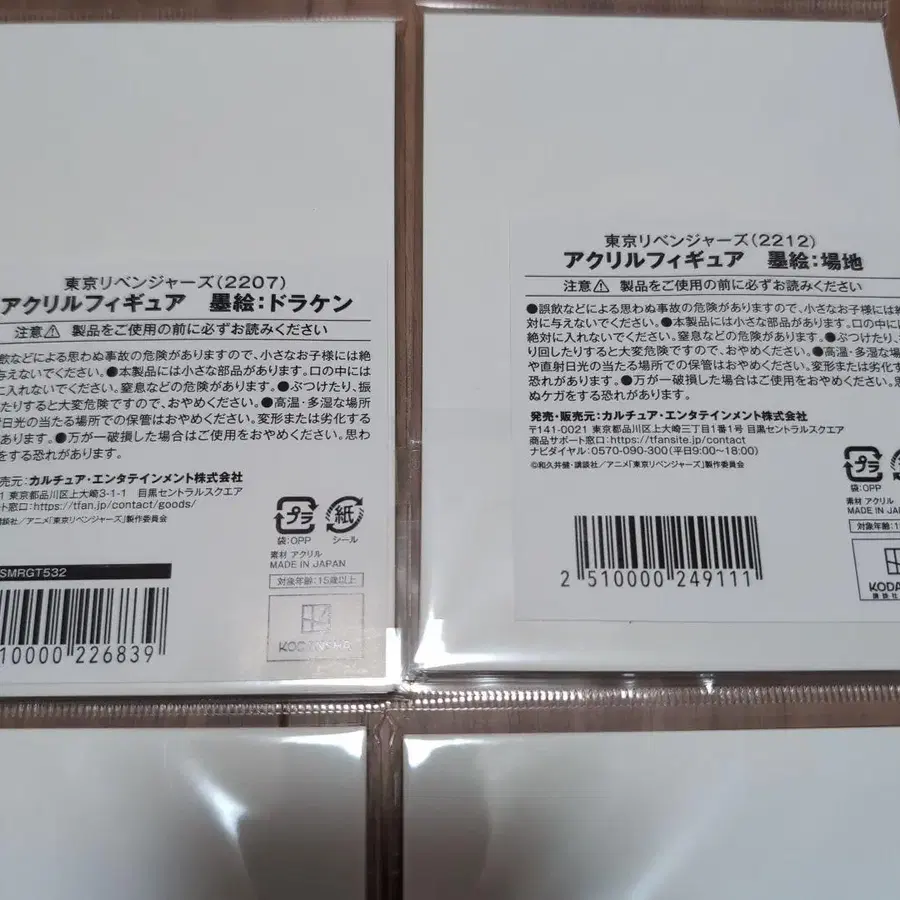 東京リベンジャーズ(2207)
アクリルフィギュア 墨絵:ドラケン
注意⚠ 製品をご使用の前に必ずお読みください
飲などによる思わぬ事故の危険がありますので、小さなお子様には絶
与えないでください。●本製品には小さな部品があります。口の中には
に入れないでください。窒息などの危険があります。●ぶつけたり、振
たりすると大変危険ですので、おやめください。●高温・多湿な場所
日光の当たる場所での保管はおやめください。変形または劣化する
があります。●万が一破損した場合はご使用をおやめください。思わ
をする恐れがあります。
売元:カルチュア・エンタテインメント株式会社
1 東京都品川区上大崎3-1-1 目黒セントラルスクエア
ト窓口:https://tfan.jp/contact/goods/
談社/アニメ「東京リベンジャーズ」製作委員会
プラ
袋:OPP
紙
シール
素材 アクリル
MADE IN JAPAN
対象年齢:15歳以上
KODANSHA
SMRGT532
10000 226839
東京リベンジャーズ(2212)
アクリルフィギュア 墨絵:場地
注意⚠ 製品をご使用の前に必ずお読みください
●誤飲などによる思わぬ事故の危険がありますので、小さなお子様には
対に与えないでください。●本製品には小さな部品があります。口の中に
絶対に入れないでください。窒息などの危険があります。●ぶつけたり、
り回したりすると大変危険ですので、おやめください。●高温・多湿な場
や直射日光の当たる場所での保管はおやめください。変形または劣化
恐れがあります。●万が一破損した場合はご使用をおやめください。思
ぬケガをする恐れがあります。
発売・販売元:カルチュア・エンタテインメント株式会社
〒141-0021 東京都品川区上大崎三丁目1番1号 目黒セントラルスクエア
商品サポート窓口:https://tfansite.jp/contact
ナビダイヤル:0570-090-300(平日9:00~18:00)
©和久井健・講談社/アニメ「東京リベンジャーズ」製作委員会
プラ
袋:OPP
素材 アクリル
MADE IN JAPA
対象年齢:1
KODA
講談社
2 510000 249111